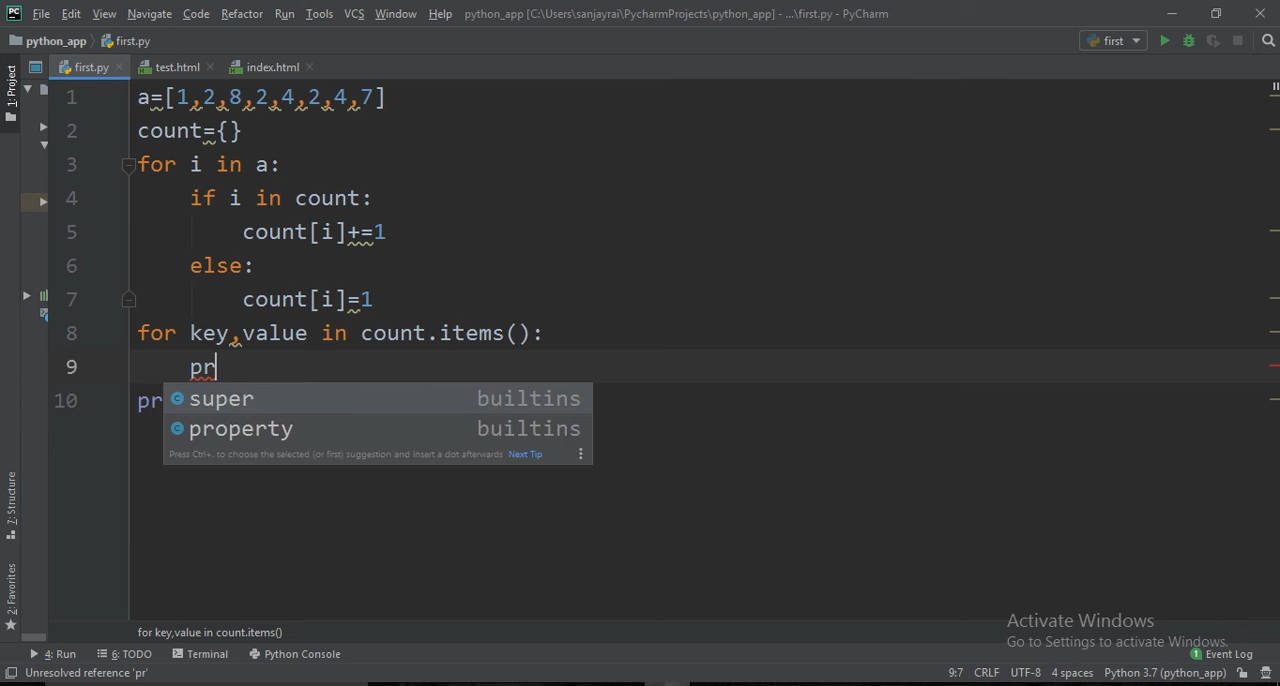 PC File Edit View Navigate Code Refactor Run Tools VCS Window Help python_app [C:\Users\sanjayrai\PycharmProjects\python_app] - ...\first.py - PyCharm
python_app first.py first
1: Project
first.py test.html index.html
1 a=[1,2,8,2,4,2,4,7]
2 count={}
3 for i in a:
4 if i in count:
5 count[i]+=1
6 else:
7 count[i]=1
8 for key,value in count.items():
9 pr
super builtins
10 pr
property builtins
Press Ctrl+. to choose the selected (or first) suggestion and insert a dot afterwards Next Tip
7: Structure
2: Favorites
Activate Windows
Go to Settings to activate Windows.
for key,value in count.items()
4: Run 6: TODO Terminal Python Console 1 Event Log
Unresolved reference 'pr' 9:7 CRLF UTF-8 4 spaces Python 3.7 (python_app)